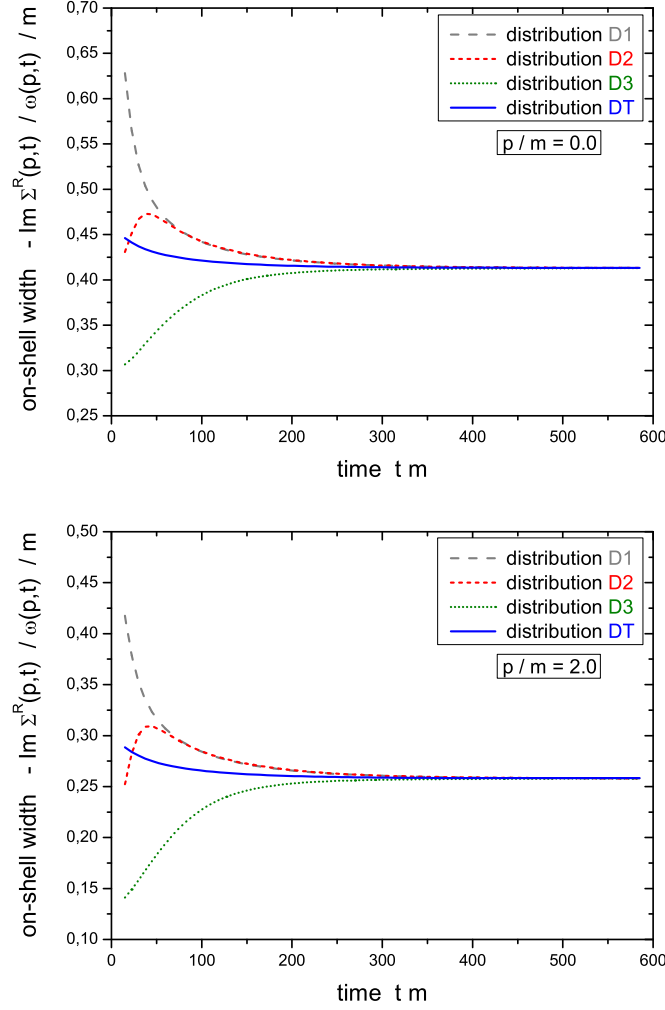 0,70
0,60
0,55
0,50
0,45
0,40
0,35
0,30
0,25
on-shell width - Im Σ^R(p,t) / ω(p,t) / m
distribution D1
distribution D2
distribution D3
distribution DT
p / m = 0.0
0 100 200 300 400 500 600
time t m
0,50
0,45
0,40
0,35
0,30
0,25
0,20
0,15
0,10
on-shell width - Im Σ^R(p,t) / ω(p,t) / m
distribution D1
distribution D2
distribution D3
distribution DT
p / m = 2.0
0 100 200 300 400 500 600
time t m